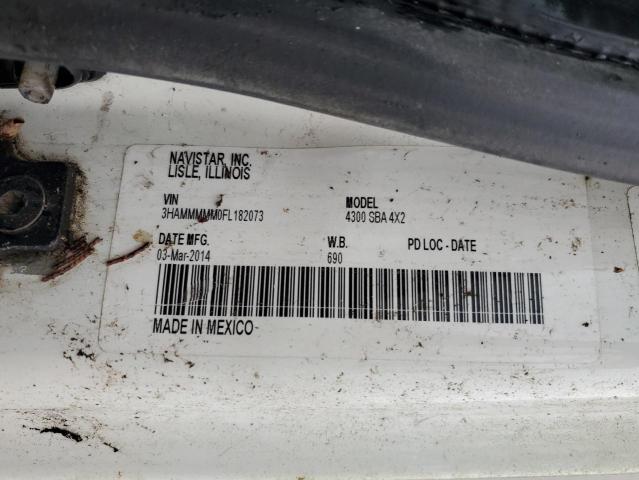 NAVISTAR, INC.
LISLE, ILLINOIS
VIN MODEL
3HAMMMMM0FL182073 4300 SBA 4X2
DATE MFG. W.B. PD LOC - DATE
03-Mar-2014 690
MADE IN MEXICO